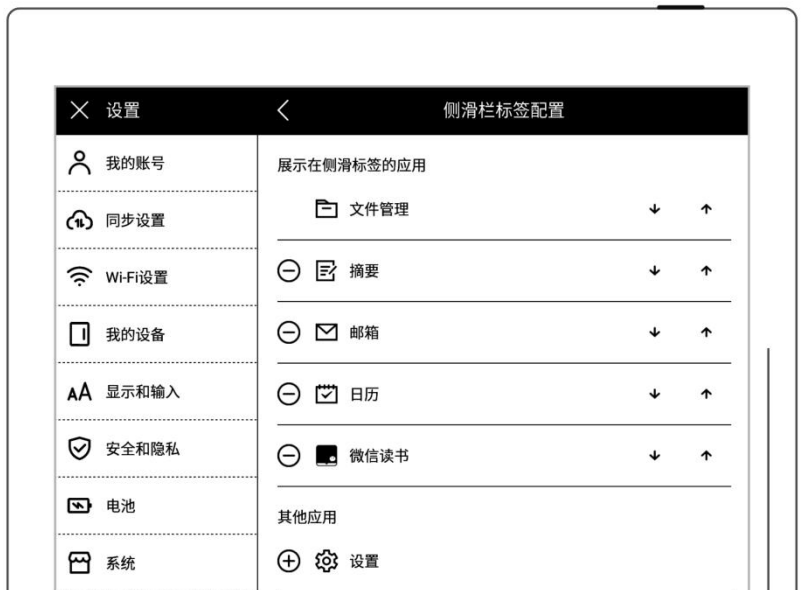 设置
我的账号
同步设置
Wi-Fi设置
我的设备
AA 显示和输入
安全和隐私
电池
系统
侧滑栏标签配置
展示在侧滑标签的应用
文件管理
摘要
邮箱
日历
微信读书
其他应用
设置